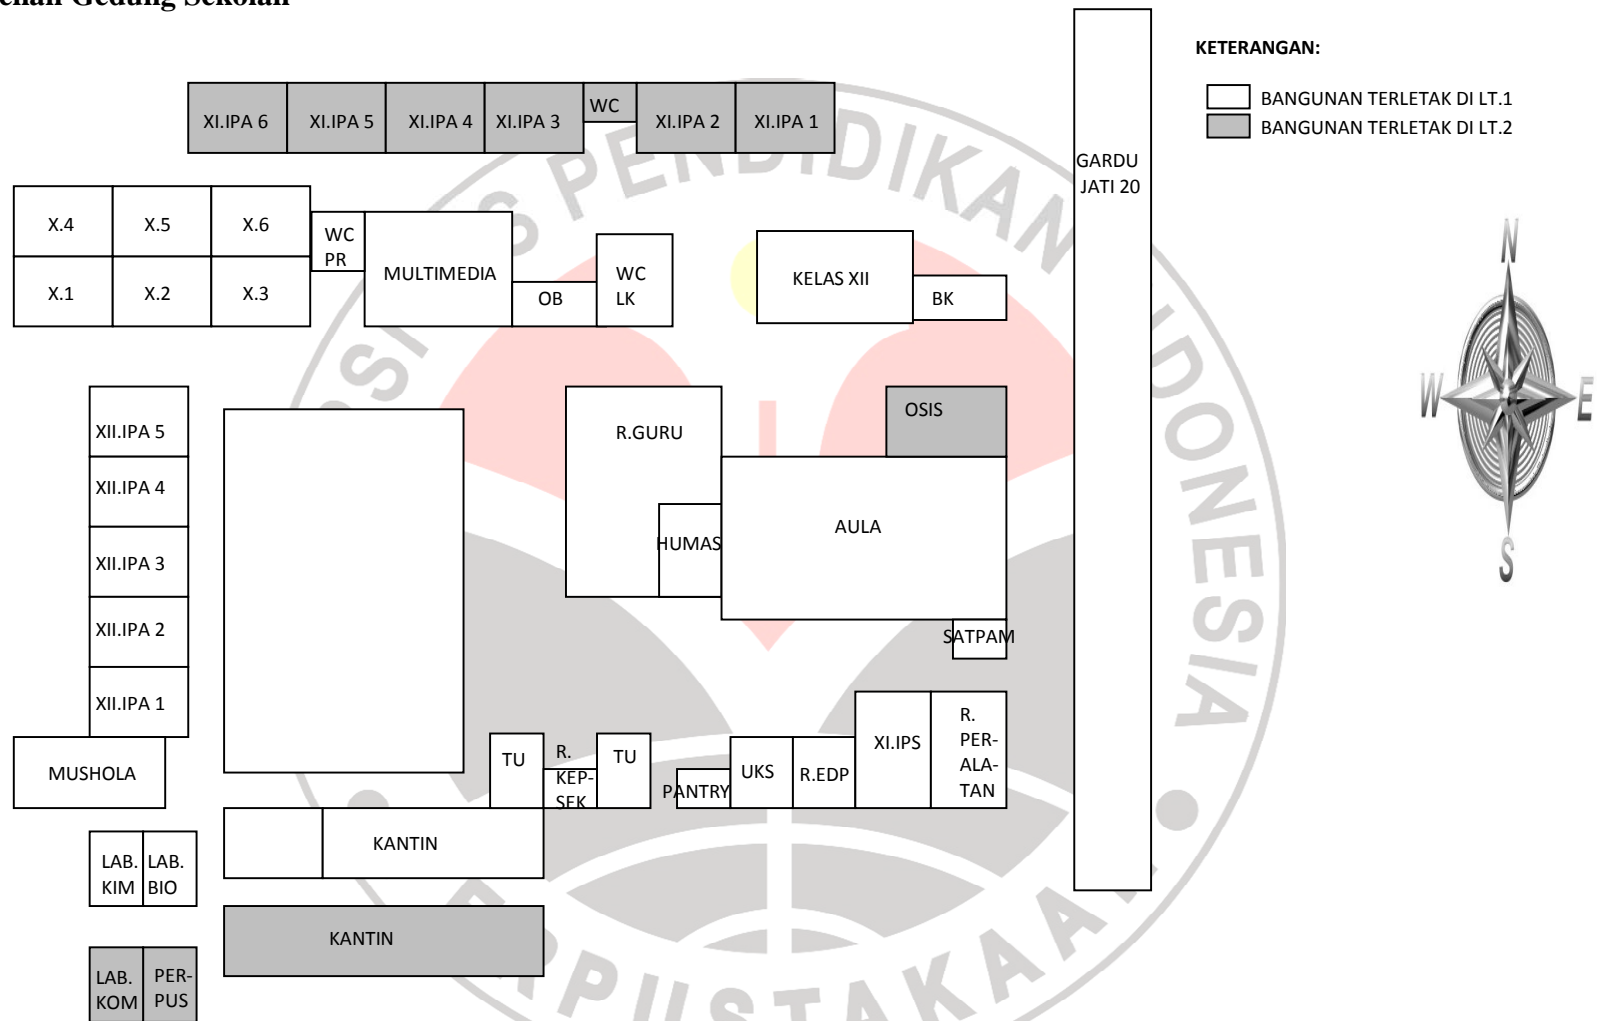 Gedung Sekolah
KETERANGAN:
BANGUNAN TERLETAK DI LT.1
BANGUNAN TERLETAK DI LT.2
XI.IPA 6
XI.IPA 5
XI.IPA 4
XI.IPA 3
WC
XI.IPA 2
XI.IPA 1
GARDU
JATI 20
X.4
X.5
X.6
WC
PR
MULTIMEDIA
OB
WC
LK
KELAS XII
BK
X.1
X.2
X.3
N
W
E
S
XII.IPA 5
XII.IPA 4
XII.IPA 3
XII.IPA 2
XII.IPA 1
R.GURU
HUMAS
OSIS
AULA
SATPAM
MUSHOLA
TU
R.
KEP-
SEK
TU
PANTRY
UKS
R.EDP
XI.IPS
R.
PER-
ALA-
TAN
KANTIN
LAB.
KIM
LAB.
BIO
KANTIN
LAB.
KOM
PER-
PUS
PENDIDIKAN INDONESIA
PERPUSTAKAAN